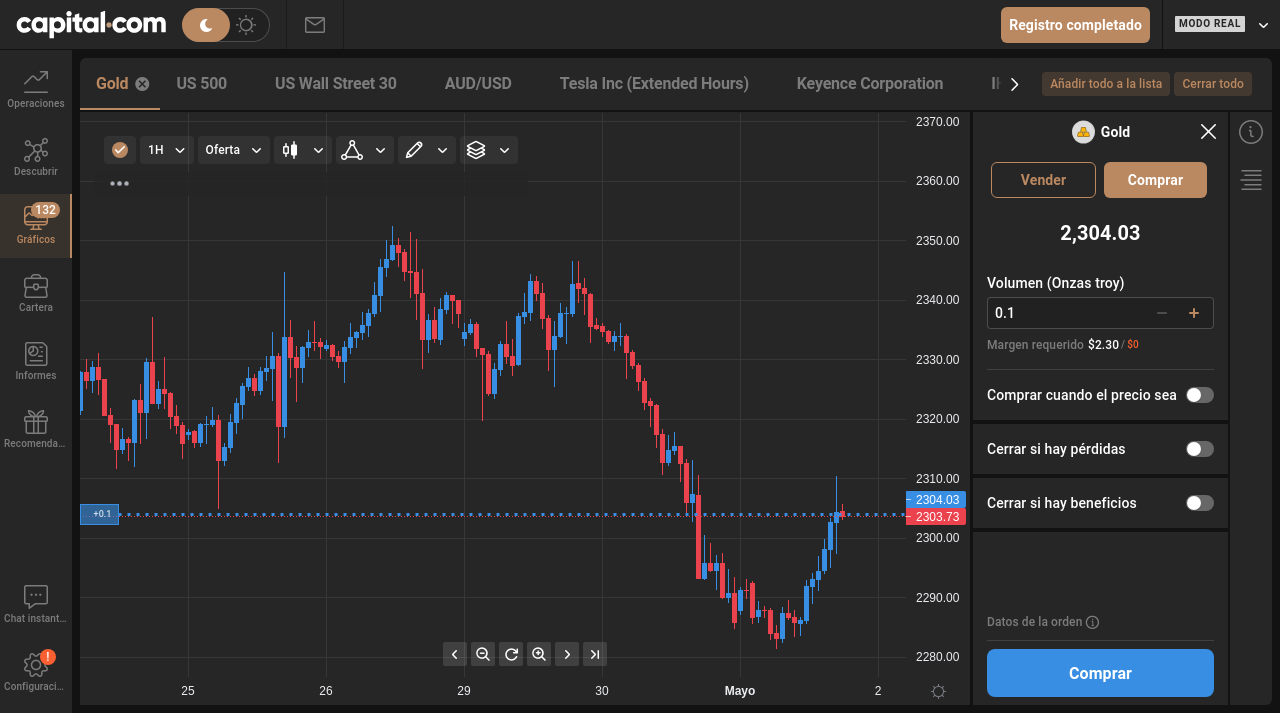 capital.com
Registro completado
MODO REAL
Operaciones
Descubrir
132
Gráficos
Cartera
Informes
Recomenda...
Chat instant...
!
Configuraci...
Gold
US 500
US Wall Street 30
AUD/USD
Tesla Inc (Extended Hours)
Keyence Corporation
Añadir todo a la lista
Cerrar todo
1H
Oferta
2370.00
2360.00
2350.00
2340.00
2330.00
2320.00
2310.00
2304.03
2303.73
2300.00
2290.00
2280.00
+0.1
25
26
29
30
Mayo
2
Gold
Vender
Comprar
2,304.03
Volumen (Onzas troy)
0.1
Margen requerido $2.30 / $0
Comprar cuando el precio sea
Cerrar si hay pérdidas
Cerrar si hay beneficios
Datos de la orden
Comprar